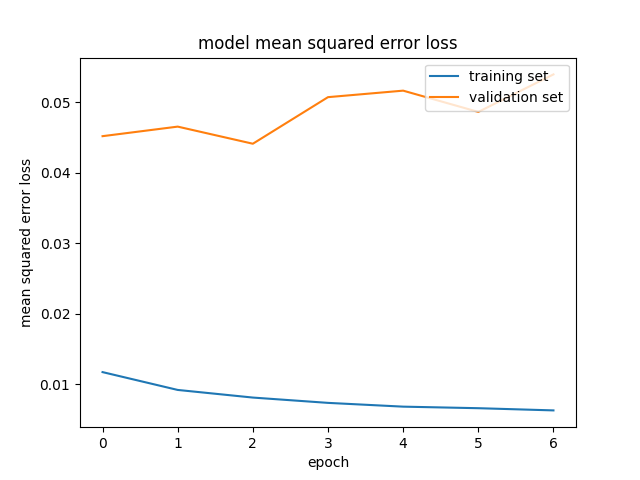 model mean squared error loss
training set
validation set
0.05
0.04
0.03
0.02
0.01
mean squared error loss
0 1 2 3 4 5 6
epoch